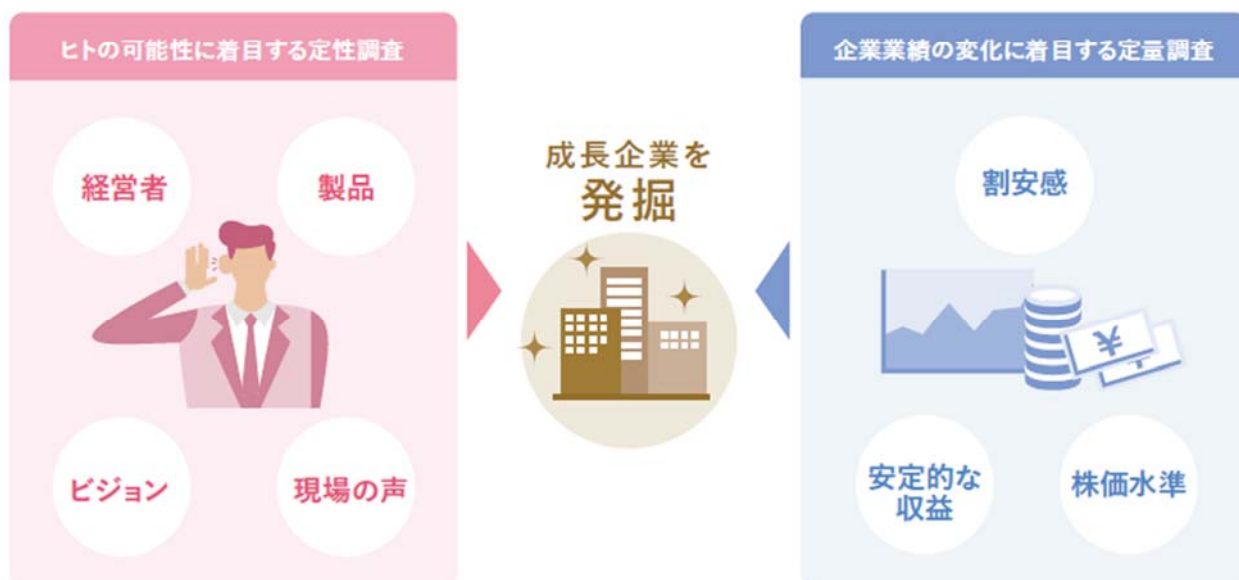 ヒトの可能性に着目する定性調査
経営者
製品
ビジョン
現場の声
成長企業を
発掘
企業業績の変化に着目する定量調査
割安感
¥
安定的な
収益
株価水準